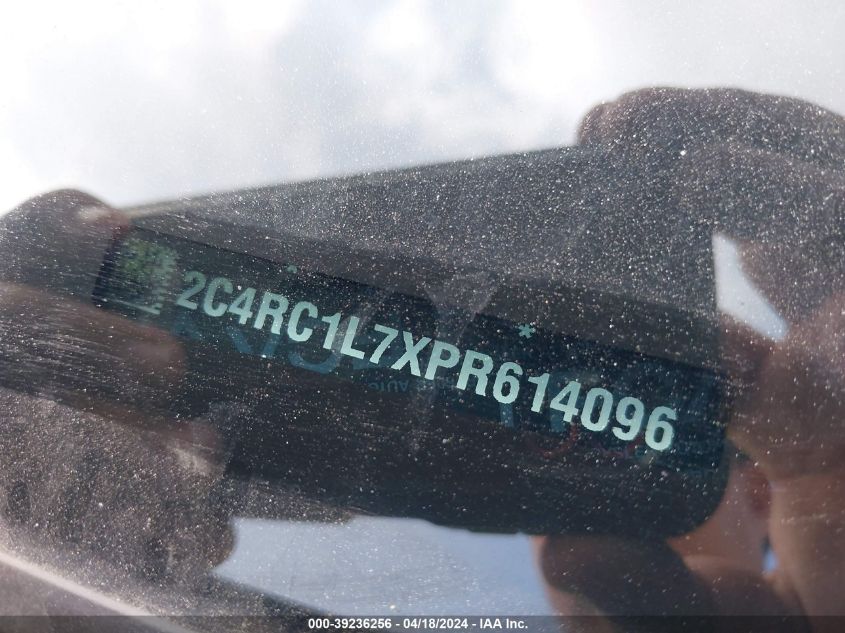 2C4RC1L7XPR614096
000-39236256 | 04/18/2024 - IAA Inc.